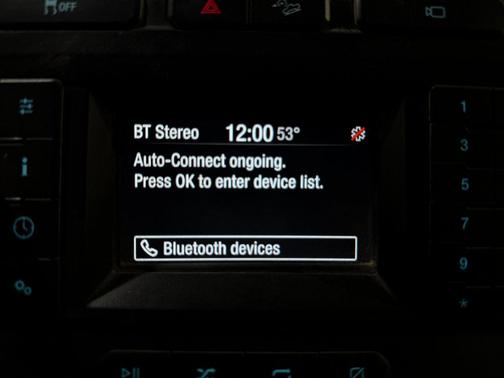 OFF
BT Stereo 12:00 53°
Auto-Connect ongoing.
Press OK to enter device list.
Bluetooth devices
1
3
5
7
9
*
i